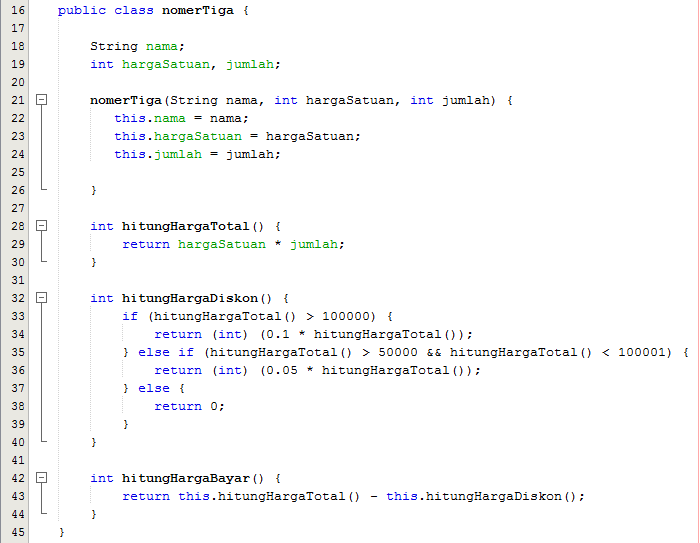 16 public class nomerTiga {
17
18 String nama;
19 int hargaSatuan, jumlah;
20
21 nomerTiga(String nama, int hargaSatuan, int jumlah) {
22 this.nama = nama;
23 this.hargaSatuan = hargaSatuan;
24 this.jumlah = jumlah;
25
26 }
27
28 int hitungHargaTotal() {
29 return hargaSatuan * jumlah;
30 }
31
32 int hitungHargaDiskon() {
33 if (hitungHargaTotal() > 100000) {
34 return (int) (0.1 * hitungHargaTotal());
35 } else if (hitungHargaTotal() > 50000 && hitungHargaTotal() < 100001) {
36 return (int) (0.05 * hitungHargaTotal());
37 } else {
38 return 0;
39 }
40 }
41
42 int hitungHargaBayar() {
43 return this.hitungHargaTotal() - this.hitungHargaDiskon();
44 }
45 }